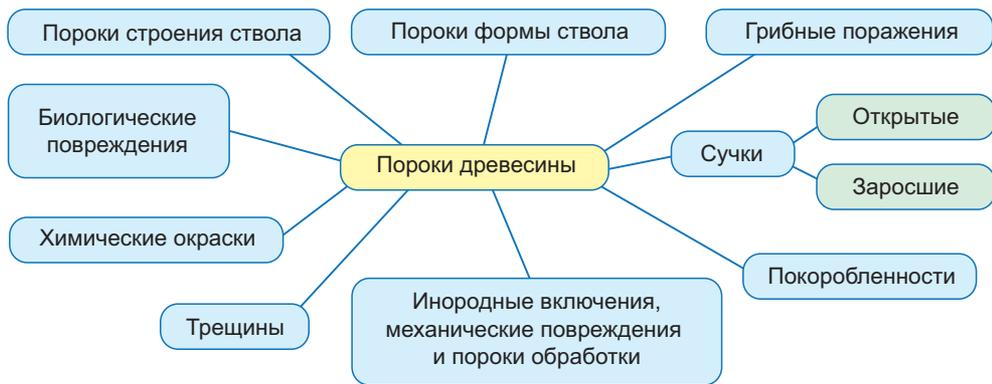 Пороки строения ствола
Пороки формы ствола
Грибные поражения
Биологические
повреждения
Открытые
Сучки
Пороки древесины
Заросшие
Химические окраски
Покоробленности
Инородные включения,
механические повреждения
и пороки обработки
Трещины